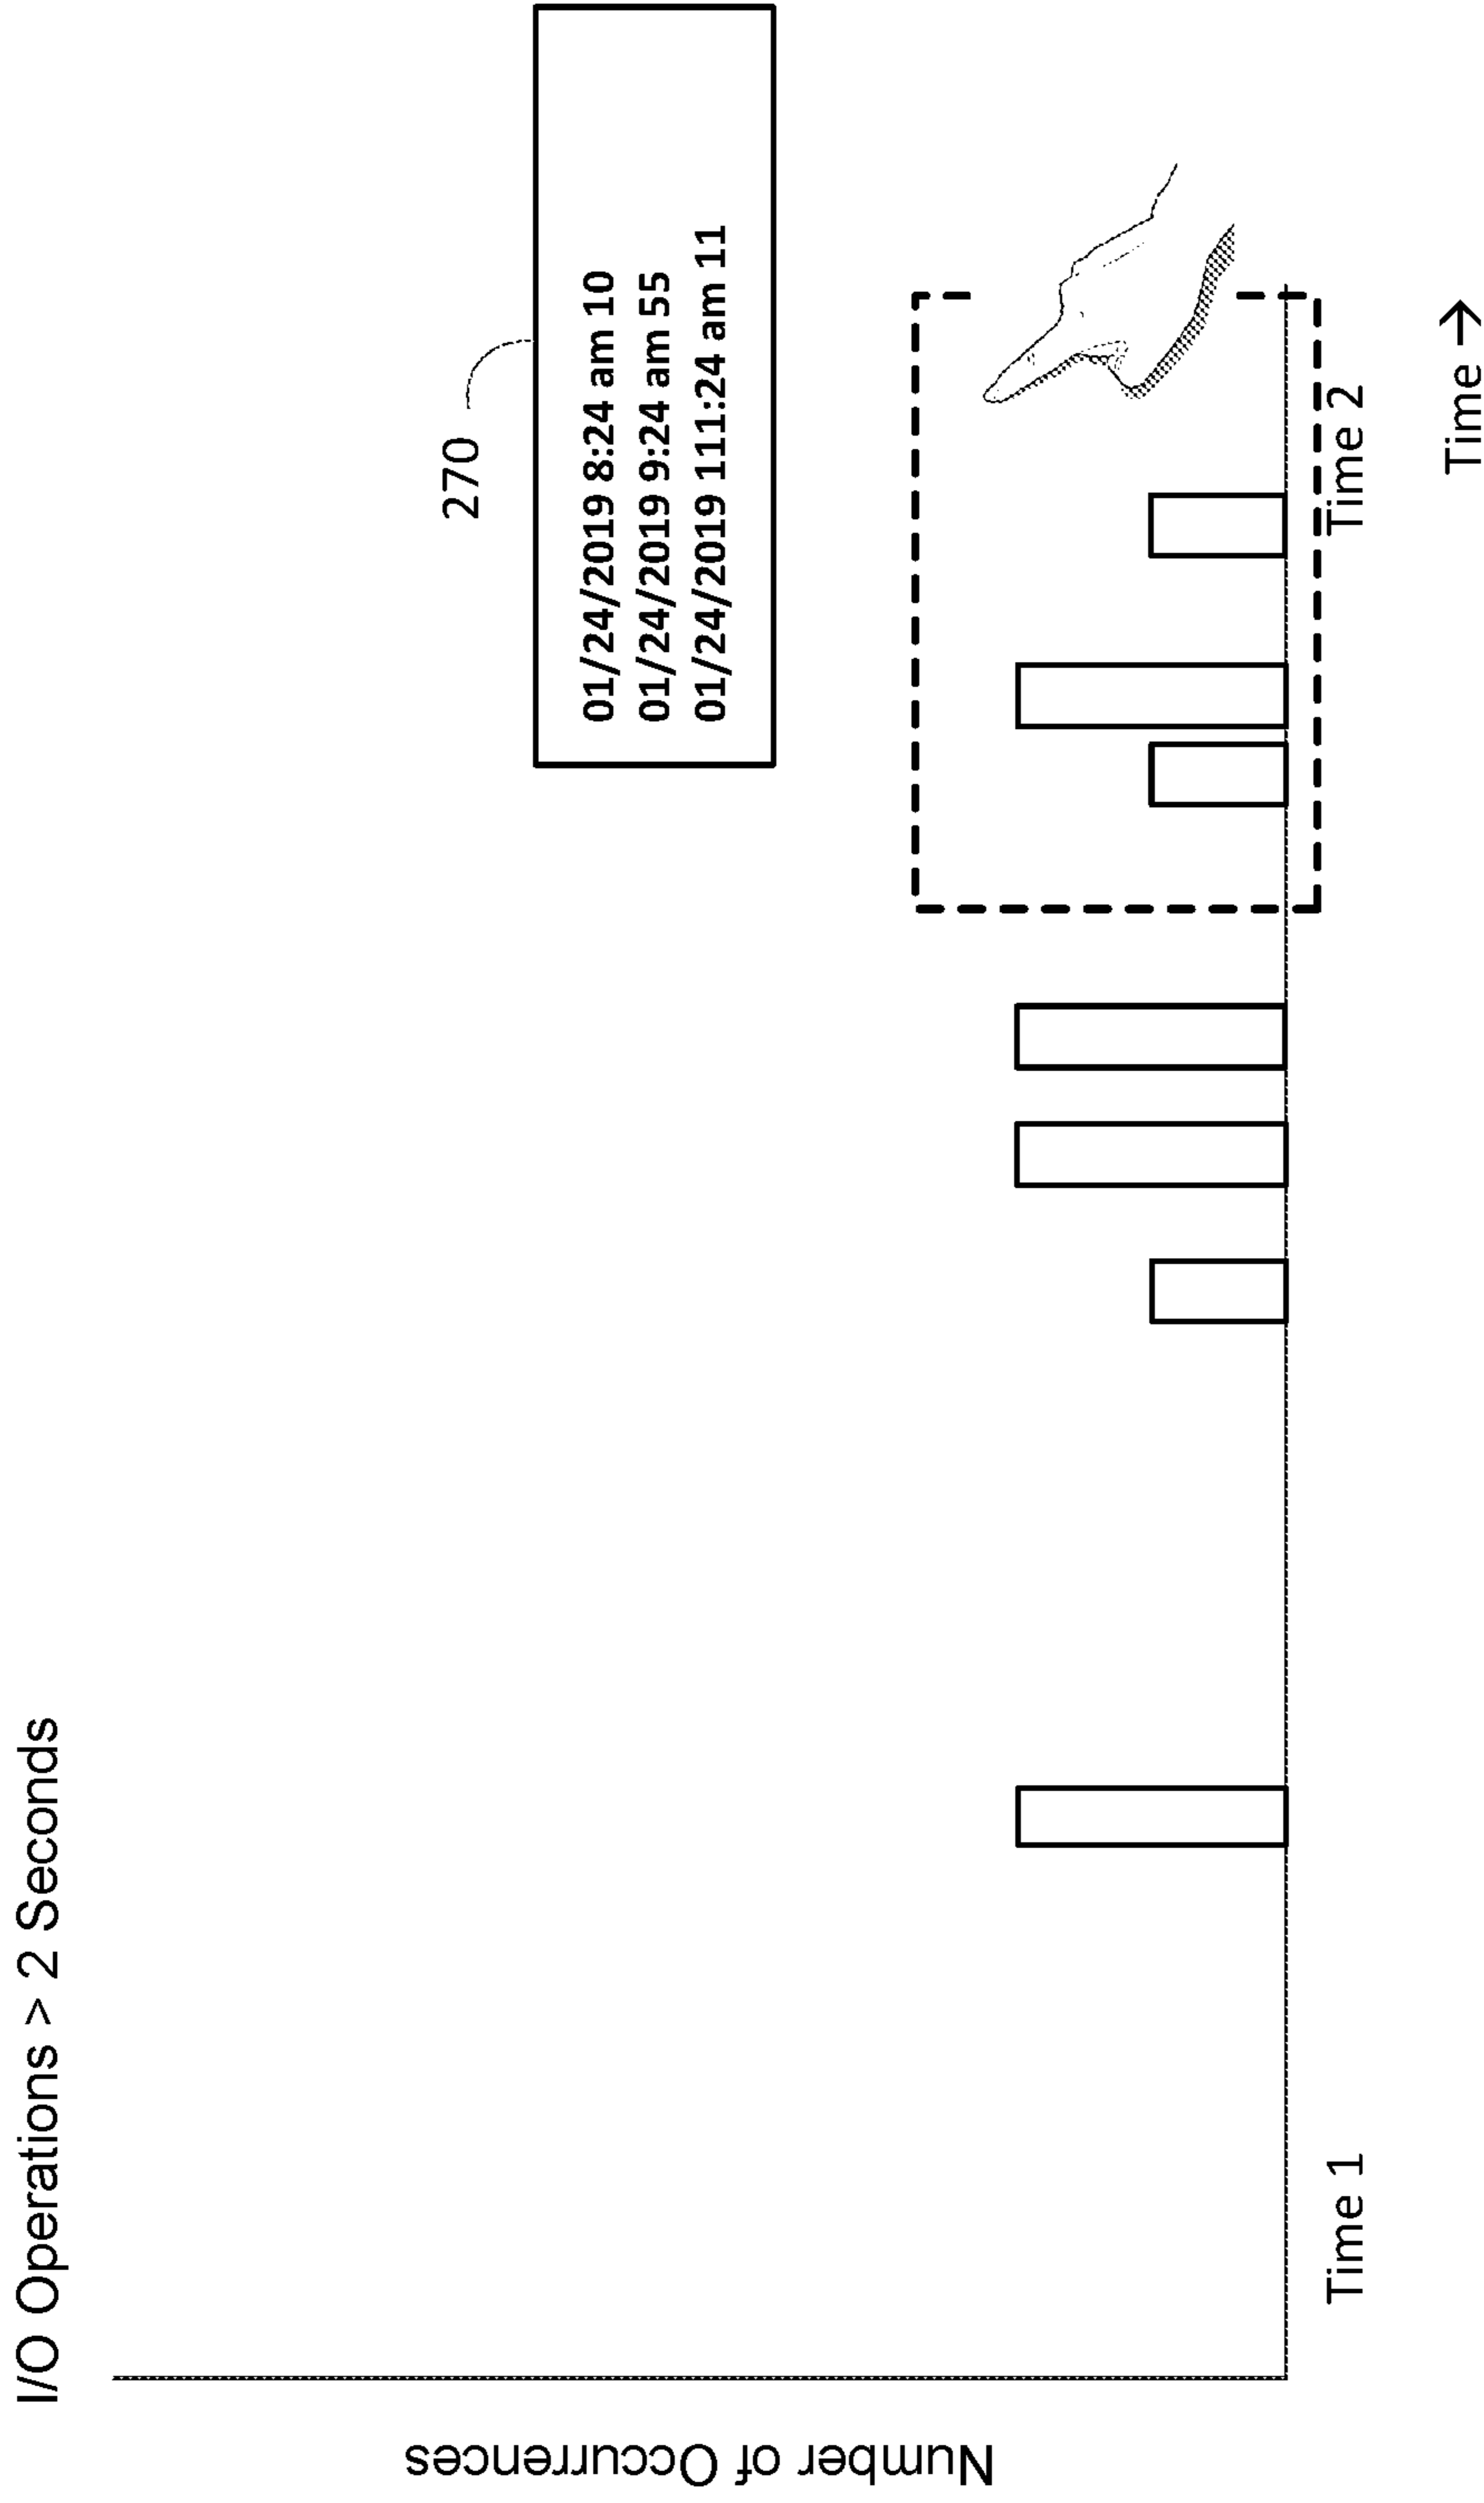 I/O Operations > 2 Seconds
270
01/24/2019 8:24 am 10
01/24/2019 9:24 am 55
01/24/2019 111:24 am 11
Number of Occurrences
Time 1
Time 2
Time →